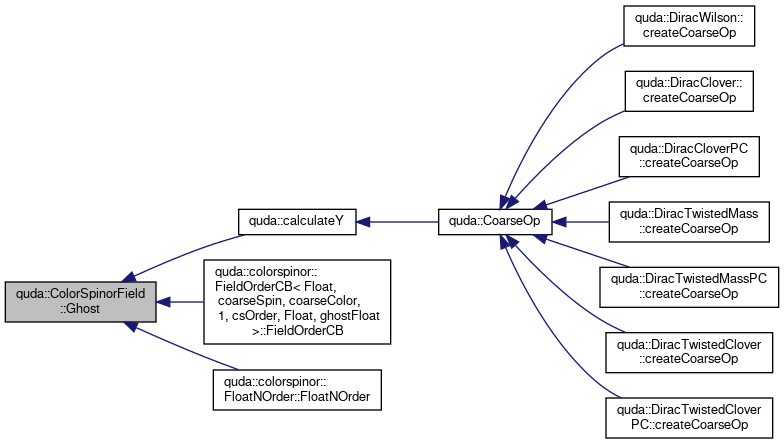 quda::ColorSpinorField
::Ghost
quda::calculateY
quda::colorspinor::
FieldOrderCB< Float,
coarseSpin, coarseColor,
1, csOrder, Float, ghostFloat
>::FieldOrderCB
quda::colorspinor::
FloatNOrder::FloatNOrder
quda::CoarseOp
quda::DiracWilson::
createCoarseOp
quda::DiracClover::
createCoarseOp
quda::DiracCloverPC
::createCoarseOp
quda::DiracTwistedMass
::createCoarseOp
quda::DiracTwistedMassPC
::createCoarseOp
quda::DiracTwistedClover
::createCoarseOp
quda::DiracTwistedClover
PC::createCoarseOp